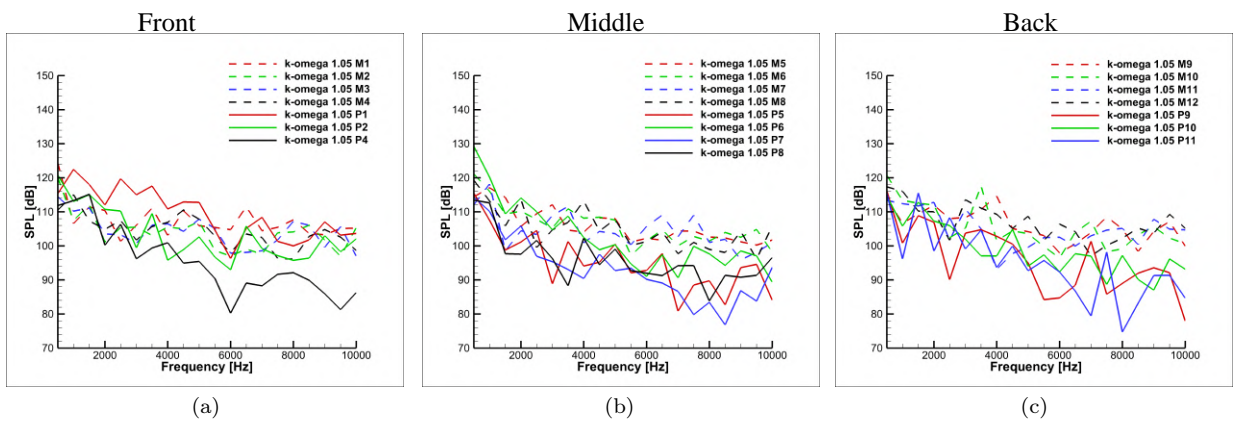 Front
Middle
Back
150
140
130
120
110
100
90
80
70
SPL [dB]
2000
4000
6000
8000
10000
Frequency [Hz]
k-omega 1.05 M1
k-omega 1.05 M2
k-omega 1.05 M3
k-omega 1.05 M4
k-omega 1.05 P1
k-omega 1.05 P2
k-omega 1.05 P4
(a)
150
140
130
120
110
100
90
80
70
SPL [dB]
2000
4000
6000
8000
10000
Frequency [Hz]
k-omega 1.05 M5
k-omega 1.05 M6
k-omega 1.05 M7
k-omega 1.05 M8
k-omega 1.05 P5
k-omega 1.05 P6
k-omega 1.05 P7
k-omega 1.05 P8
(b)
150
140
130
120
110
100
90
80
70
SPL [dB]
2000
4000
6000
8000
10000
Frequency [Hz]
k-omega 1.05 M9
k-omega 1.05 M10
k-omega 1.05 M11
k-omega 1.05 M12
k-omega 1.05 P9
k-omega 1.05 P10
k-omega 1.05 P11
(c)